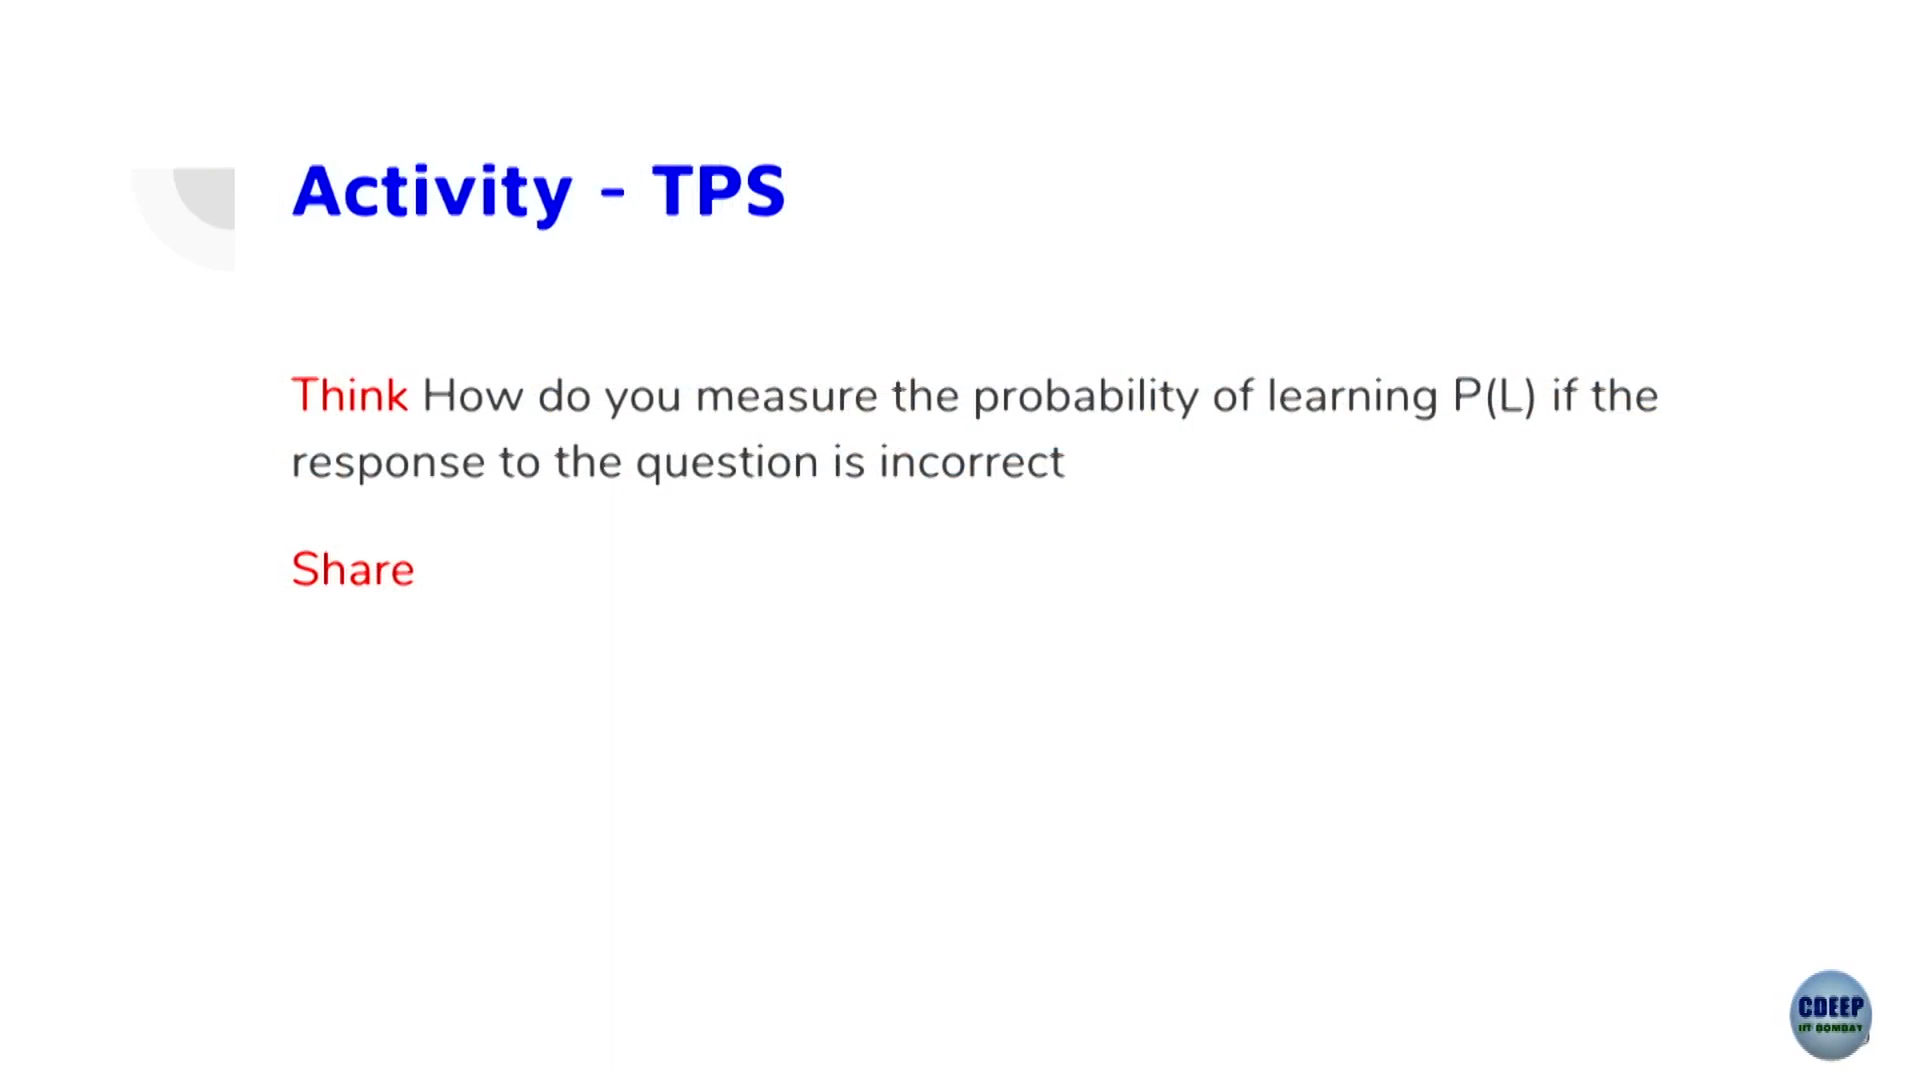 Activity - TPS
Think How do you measure the probability of learning P(L) if the
response to the question is incorrect
Share
CDEEP
IIT BOMBAY